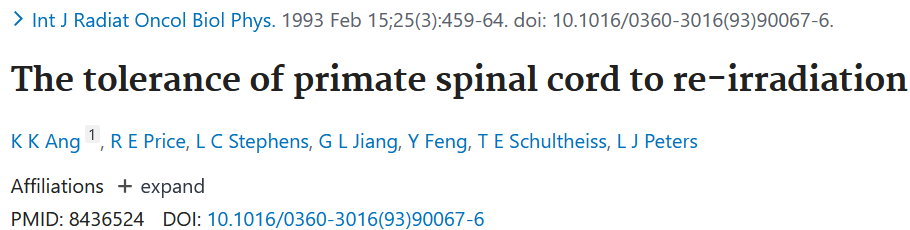 Int J Radiat Oncol Biol Phys. 1993 Feb 15;25(3):459-64. doi: 10.1016/0360-3016(93)90067-6.
The tolerance of primate spinal cord to re-irradiation
K K Ang 1, R E Price, L C Stephens, G L Jiang, Y Feng, T E Schultheiss, L J Peters
Affiliations + expand
PMID: 8436524 DOI: 10.1016/0360-3016(93)90067-6